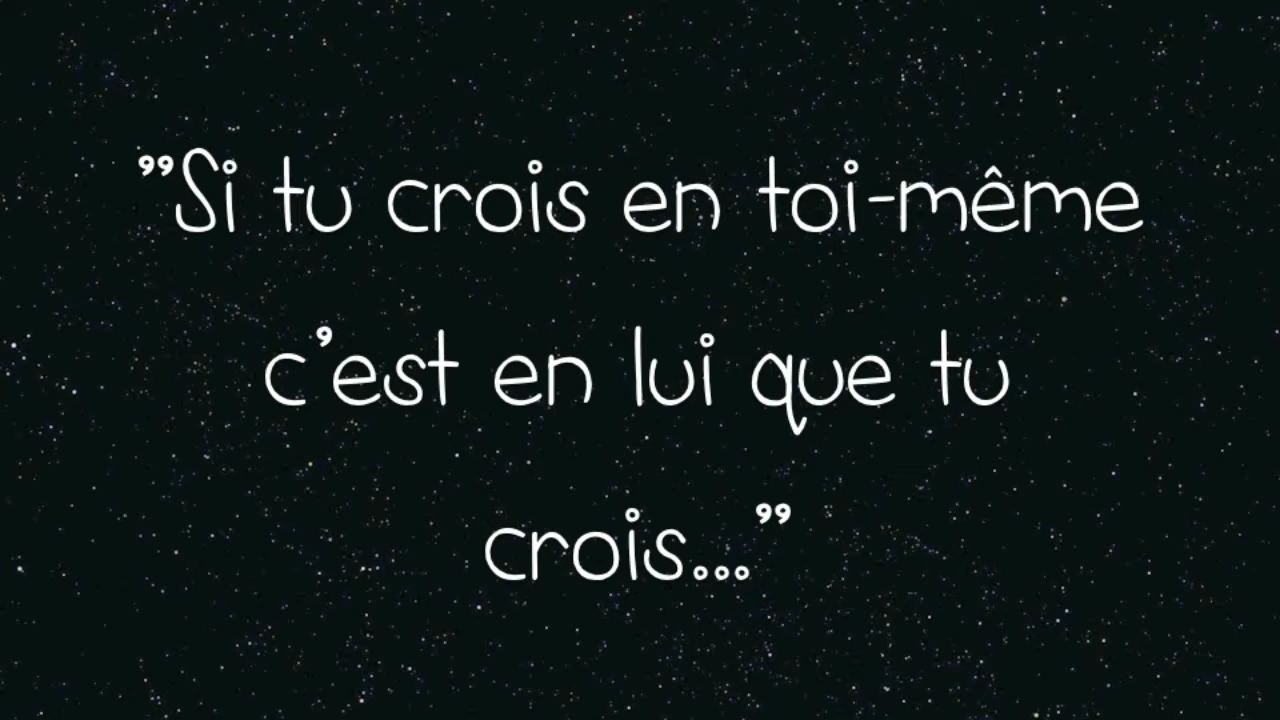 ”Si tu crois en toi-même
c’est en lui que tu
crois...”